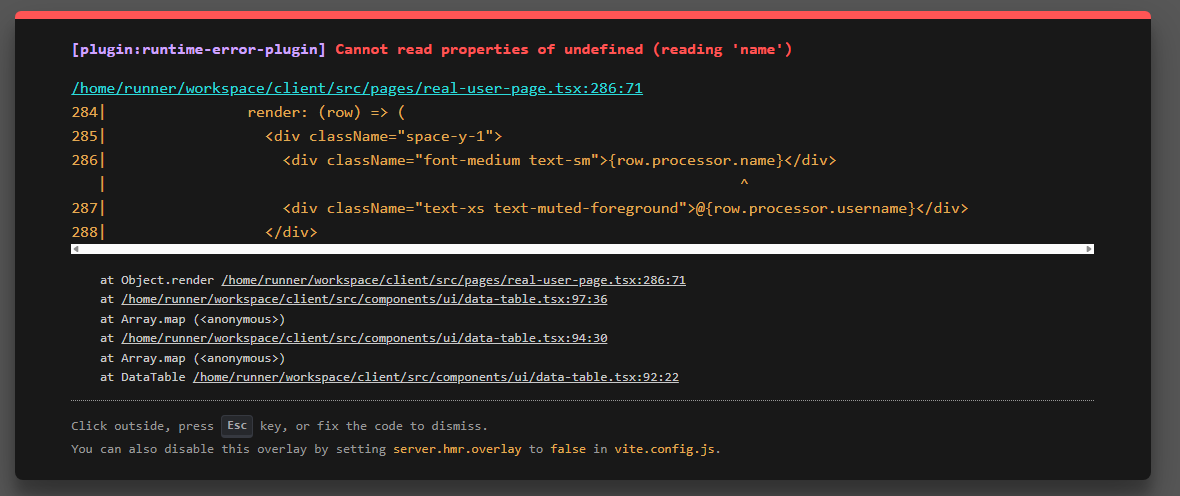 [plugin:runtime-error-plugin] Cannot read properties of undefined (reading 'name')
/home/runner/workspace/client/src/pages/real-user-page.tsx:286:71
284|                render: (row) => (
285|                  <div className="space-y-1">
286|                    <div className="font-medium text-sm">{row.processor.name}</div>
   |                                                                         ^
287|                    <div className="text-xs text-muted-foreground">@{row.processor.username}</div>
288|                  </div>
at Object.render /home/runner/workspace/client/src/pages/real-user-page.tsx:286:71
at /home/runner/workspace/client/src/components/ui/data-table.tsx:97:36
at Array.map (<anonymous>)
at /home/runner/workspace/client/src/components/ui/data-table.tsx:94:30
at Array.map (<anonymous>)
at DataTable /home/runner/workspace/client/src/components/ui/data-table.tsx:92:22
Click outside, press Esc key, or fix the code to dismiss.
You can also disable this overlay by setting server.hmr.overlay to false in vite.config.js.